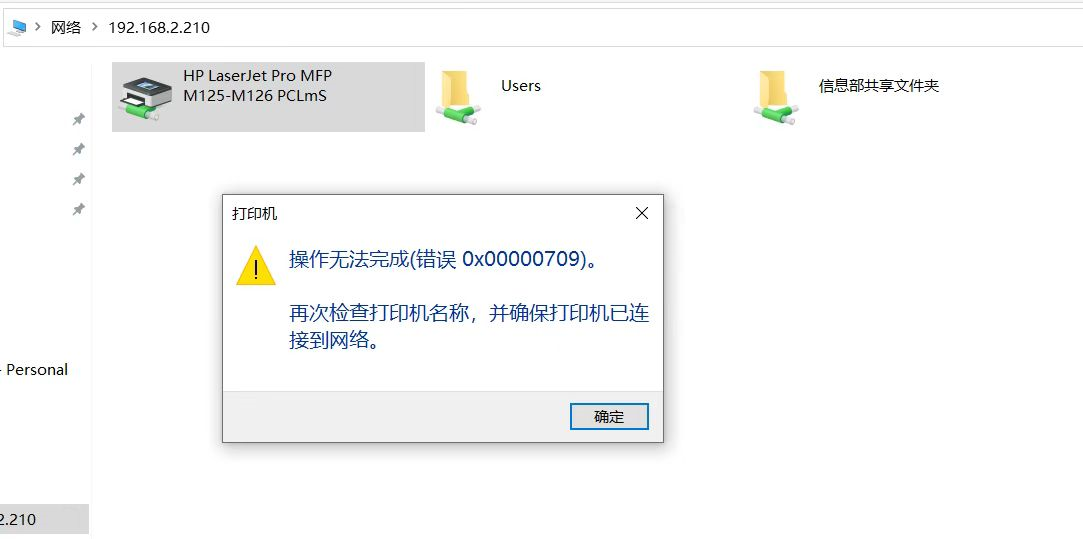 网络 192.168.2.210
HP LaserJet Pro MFP
M125-M126 PCLmS
Users
信息部共享文件夹
打印机
操作无法完成(错误 0x00000709)。
再次检查打印机名称，并确保打印机已连
接到网络。
确定
- Personal
2.210